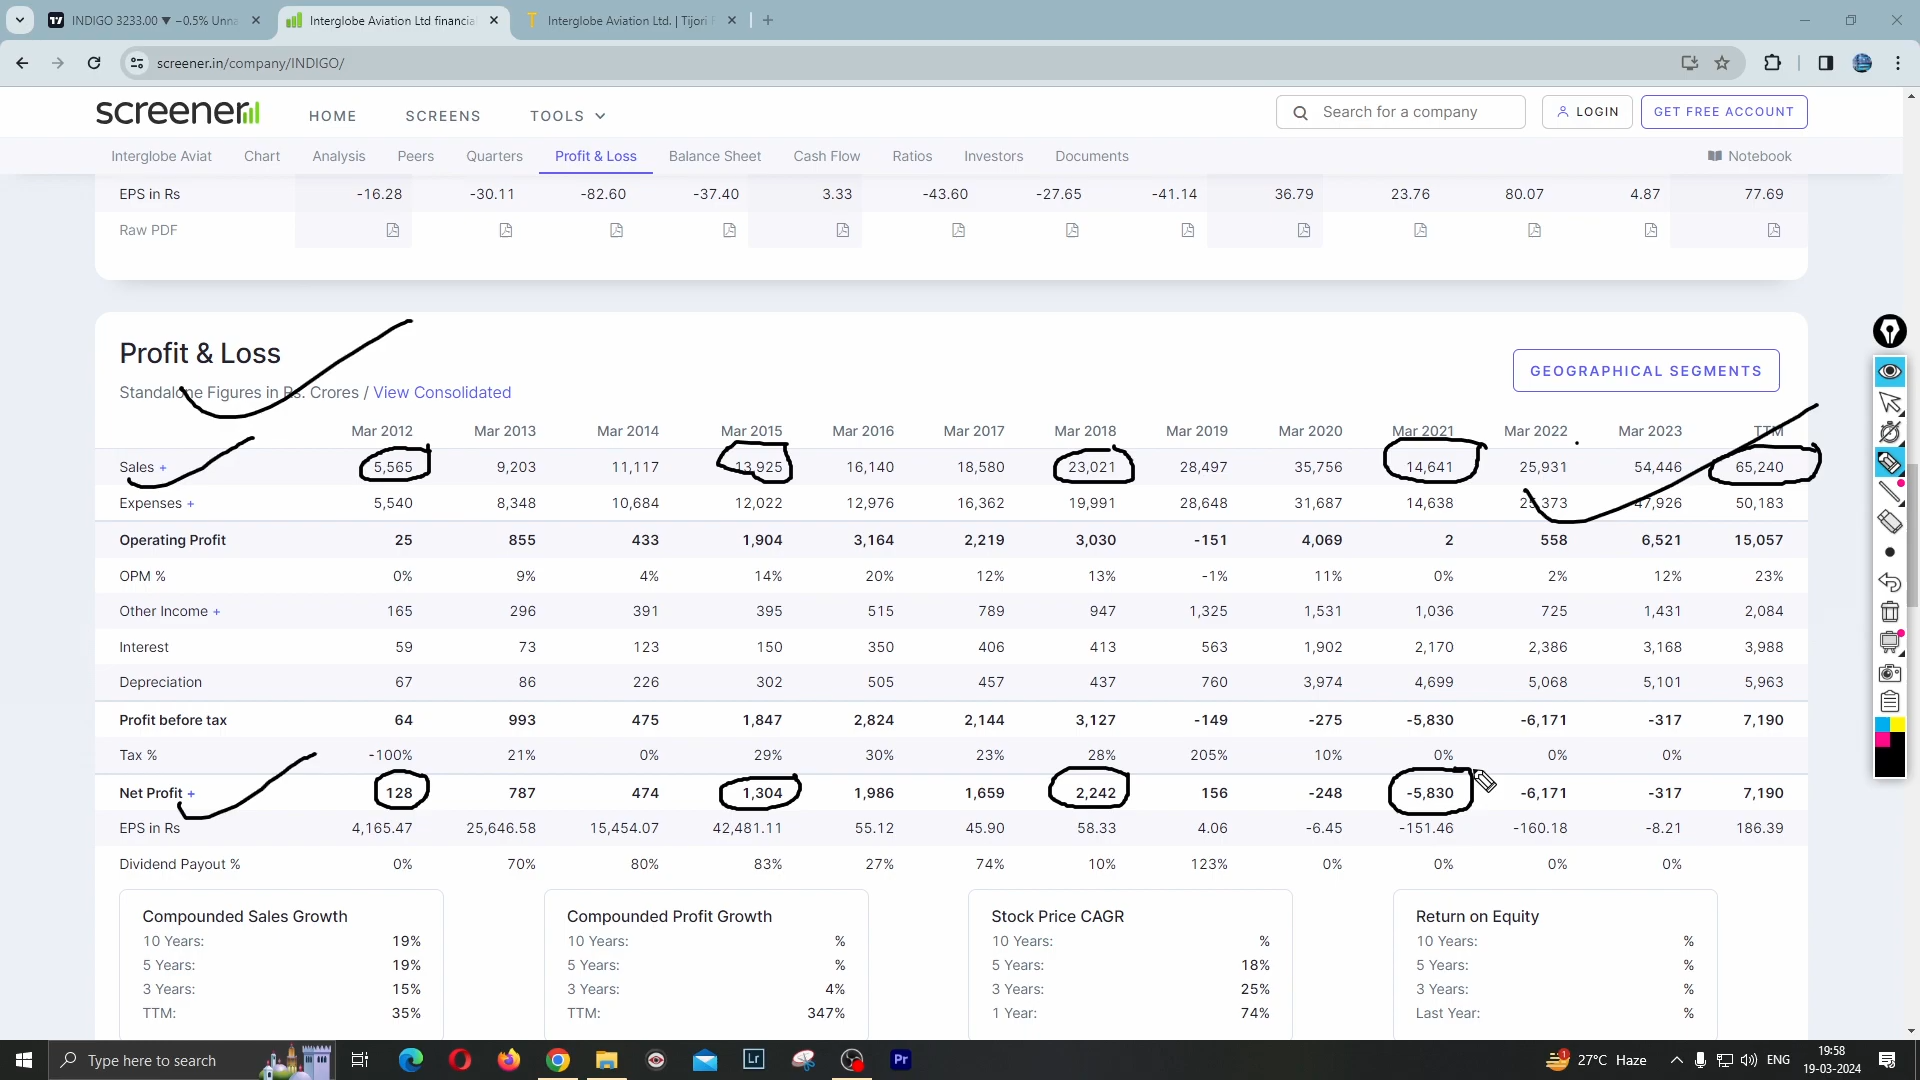 INDIGO 3233.00 ▼ −0.5% Unna
Interglobe Aviation Ltd financia
Interglobe Aviation Ltd. | Tijori F
screener.in/company/INDIGO/
screener
HOME
SCREENS
TOOLS
Search for a company
LOGIN
GET FREE ACCOUNT
Interglobe Aviat Chart Analysis Peers Quarters Profit & Loss Balance Sheet Cash Flow Ratios Investors Documents Notebook
EPS in Rs -16.28 -30.11 -82.60 -37.40 3.33 -43.60 -27.65 -41.14 36.79 23.76 80.07 4.87 77.69
Raw PDF
Profit & Loss
Standalone Figures in Rs. Crores / View Consolidated
GEOGRAPHICAL SEGMENTS
Mar 2012 Mar 2013 Mar 2014 Mar 2015 Mar 2016 Mar 2017 Mar 2018 Mar 2019 Mar 2020 Mar 2021 Mar 2022 Mar 2023 TTM
Sales + 5,565 9,203 11,117 13,925 16,140 18,580 23,021 28,497 35,756 14,641 25,931 54,446 65,240
Expenses + 5,540 8,348 10,684 12,022 12,976 16,362 19,991 28,648 31,687 14,638 25,373 47,926 50,183
Operating Profit 25 855 433 1,904 3,164 2,219 3,030 -151 4,069 2 558 6,521 15,057
OPM % 0% 9% 4% 14% 20% 12% 13% -1% 11% 0% 2% 12% 23%
Other Income + 165 296 391 395 515 789 947 1,325 1,531 1,036 725 1,431 2,084
Interest 59 73 123 150 350 406 413 563 1,902 2,170 2,386 3,168 3,988
Depreciation 67 86 226 302 505 457 437 760 3,974 4,699 5,068 5,101 5,963
Profit before tax 64 993 475 1,847 2,824 2,144 3,127 -149 -275 -5,830 -6,171 -317 7,190
Tax % -100% 21% 0% 29% 30% 23% 28% 205% 10% 0% 0% 0%
Net Profit + 128 787 474 1,304 1,986 1,659 2,242 156 -248 -5,830 -6,171 -317 7,190
EPS in Rs 4,165.47 25,646.58 15,454.07 42,481.11 55.12 45.90 58.33 4.06 -6.45 -151.46 -160.18 -8.21 186.39
Dividend Payout % 0% 70% 80% 83% 27% 74% 10% 123% 0% 0% 0% 0%
Compounded Sales Growth
10 Years: 19%
5 Years: 19%
3 Years: 15%
TTM: 35%
Compounded Profit Growth
10 Years: %
5 Years: %
3 Years: 4%
TTM: 347%
Stock Price CAGR
10 Years: %
5 Years: 18%
3 Years: 25%
1 Year: 74%
Return on Equity
10 Years: %
5 Years: %
3 Years: %
Last Year: %
Type here to search
Lr
Pr
27°C Haze
ENG
19:58
19-03-2024